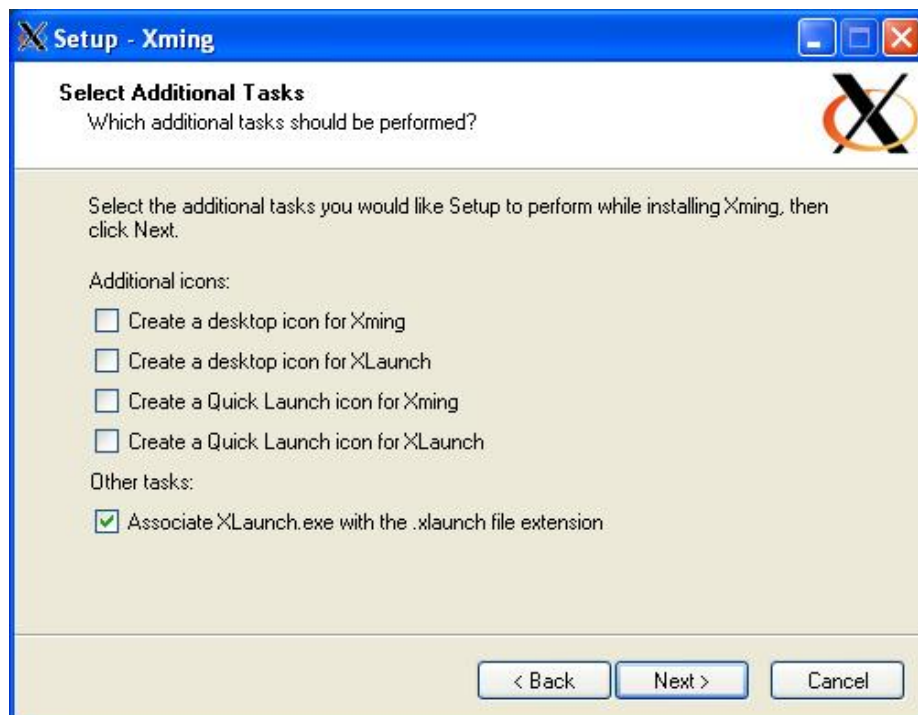 Setup - Xming
Select Additional Tasks
Which additional tasks should be performed?
Select the additional tasks you would like Setup to perform while installing Xming, then
click Next.
Additional icons:
Create a desktop icon for Xming
Create a desktop icon for XLaunch
Create a Quick Launch icon for Xming
Create a Quick Launch icon for XLaunch
Other tasks:
Associate XLaunch.exe with the .xlaunch file extension
< Back Next > Cancel